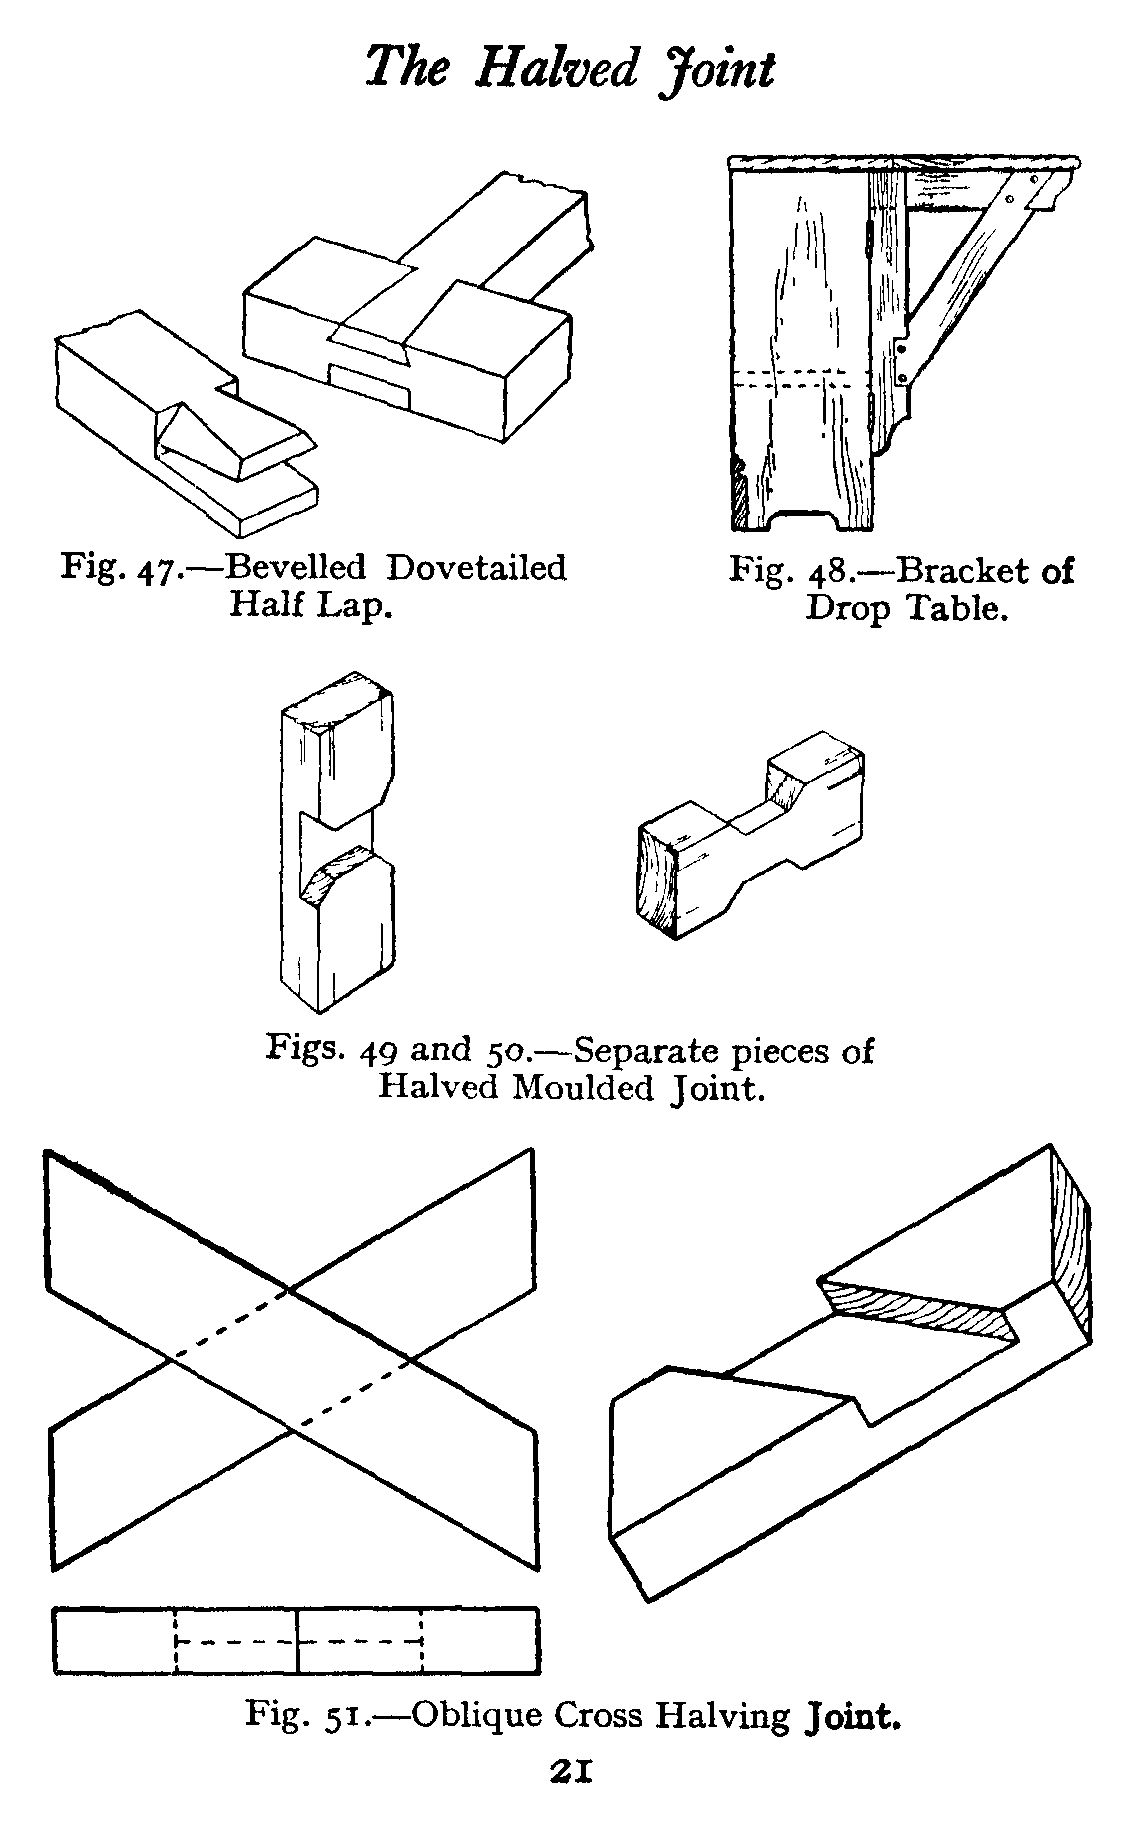 The Halved Joint
Fig. 47.—Bevelled Dovetailed
Half Lap.
Fig. 48.—Bracket of
Drop Table.
Figs. 49 and 50.—Separate pieces of
Halved Moulded Joint.
Fig. 51.—Oblique Cross Halving Joint.
21